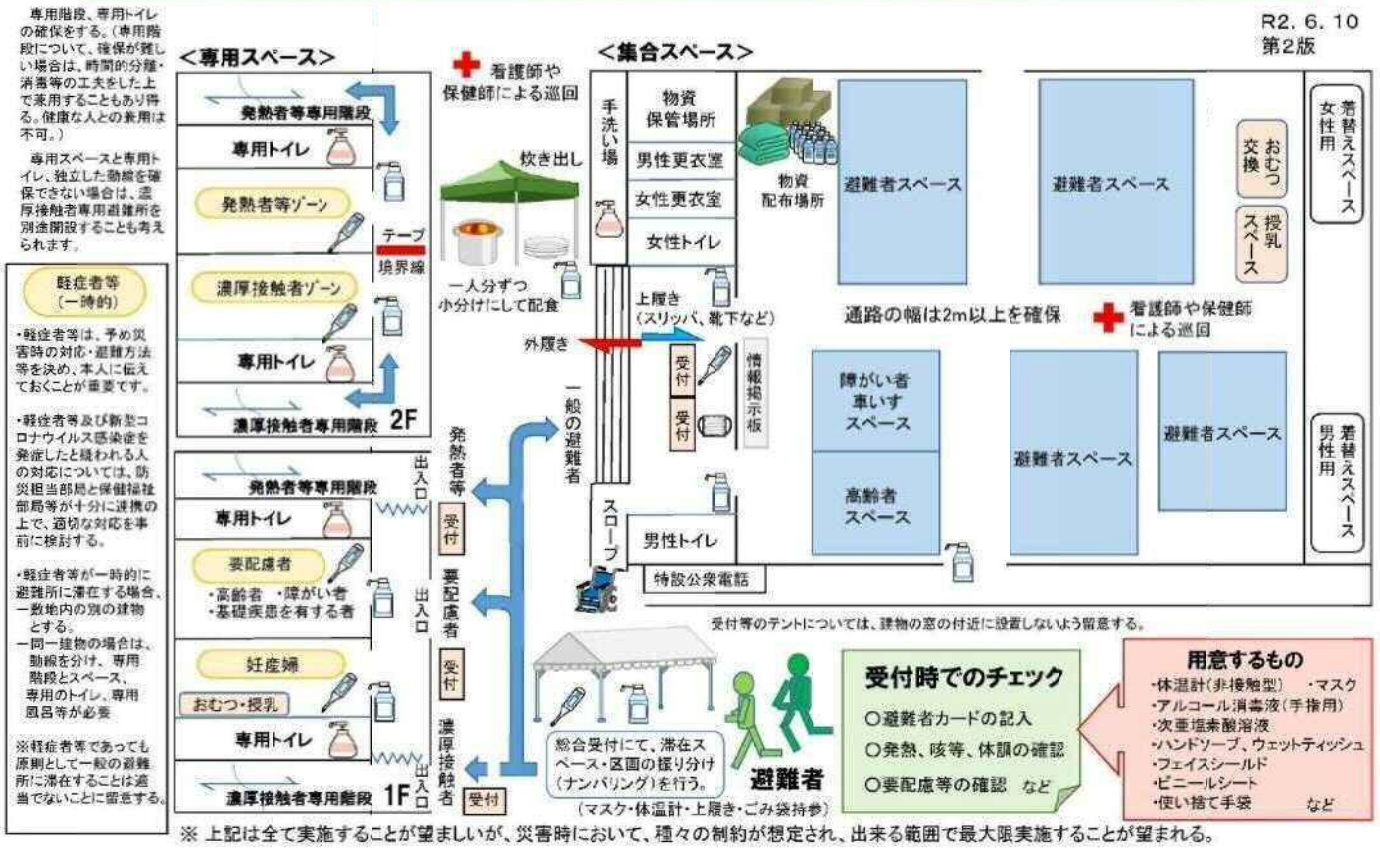 専用階段、専用トイレ
の確保をする。(専用階
段について、確保が難し
い場合は、時間的分離・
消毒等の工夫をした上
で兼用することもあり得
る。健康な人との兼用は
不可。)
専用スペースと専用ト
イレ、独立した動線を確
保できない場合は、濃
厚接触者専用避難所を
別途開設することも考え
られます。
軽症者等
(一時的)
・軽症者等は、予め災
害時の対応・避難方法
等を決め、本人に伝え
ておくことが重要です。
・軽症者等及び新型コ
ロナウイルス感染症を
発症したと疑われる人
の対応については、防
災担当部局と保健福祉
部局等が十分に連携の
上で、適切な対応を事
前に検討する。
・軽症者等が一時的に
避難所に滞在する場合、
一敷地内の別の建物
とする。
一同一建物の場合は、
動線を分け、専用
階段とスペース、
専用のトイレ、専用
風呂等が必要
※軽症者等であっても
原則として一般の避難
所に滞在することは適
当でないことに留意する。
<専用スペース>
発熱者等専用階段
専用トイレ
発熱者等ゾーン
テープ
境界線
濃厚接触者ゾーン
専用トイレ
濃厚接触者専用階段 2F
発熱者等専用階段
専用トイレ
要配慮者
・高齢者 ・障がい者
・基礎疾患を有する者
妊産婦
おむつ・授乳
専用トイレ
濃厚接触者専用階段 1F
出入口
出入口
出入口
発熱者等
受付
要配慮者
受付
濃厚接触者
受付
看護師や
保健師による巡回
炊き出し
一人分ずつ
小分けにして配食
外履き
一般の避難者
<集合スペース>
R2.6.10
第2版
手洗い場
物資
保管場所
男性更衣室
女性更衣室
女性トイレ
物資
配布場所
避難者スペース
避難者スペース
おむつ
交換
授乳
スペース
着替えスペース
女性用
上履き
(スリッパ、靴下など)
通路の幅は2m以上を確保
看護師や保健師
による巡回
受付
受付
情報掲示板
障がい者
車いす
スペース
高齢者
スペース
避難者スペース
避難者スペース
着替えスペース
男性用
スロープ
男性トイレ
特設公衆電話
受付等のテントについては、建物の窓の付近に設置しないよう留意する。
総合受付にて、滞在ス
ペース・区画の振り分け
(ナンバリング)を行う。
避難者
(マスク・体温計・上履き・ごみ袋持参)
受付時でのチェック
○避難者カードの記入
○発熱、咳等、体調の確認
○要配慮等の確認 など
用意するもの
・体温計(非接触型) ・マスク
・アルコール消毒液(手指用)
・次亜塩素酸溶液
・ハンドソープ、ウェットティッシュ
・フェイスシールド
・ビニールシート
・使い捨て手袋 など
※ 上記は全て実施することが望ましいが、災害時において、種々の制約が想定され、出来る範囲で最大限実施することが望まれる。